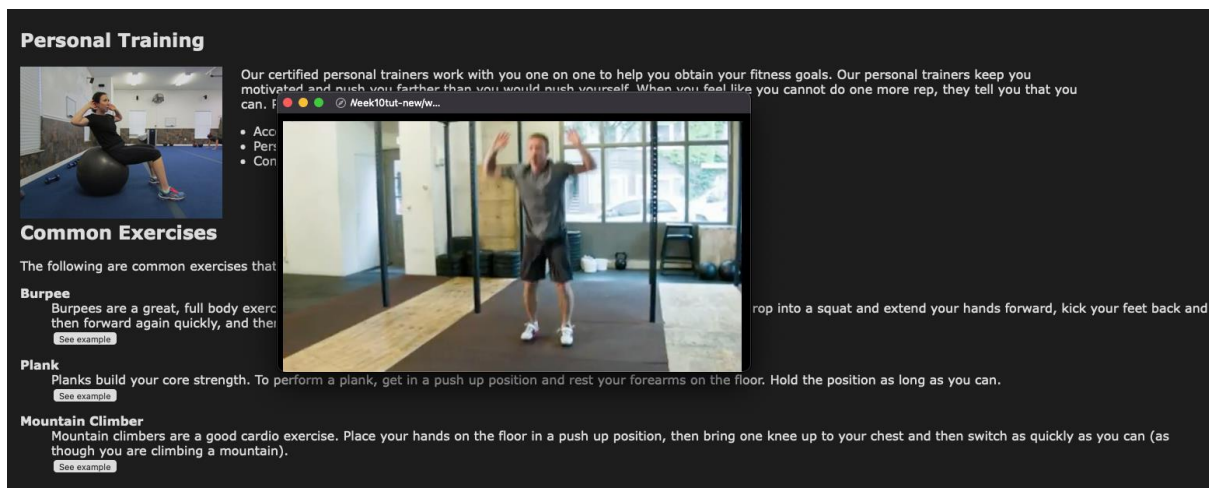 Personal Training
Our certified personal trainers work with you one on one to help you obtain your fitness goals. Our personal trainers keep you
motivated and push you farther than you would push yourself. When you feel like you cannot do one more rep, they tell you that you
can.
/eek10tut-new/w...
Common Exercises
The following are common exercises that
Burpee
Burpees are a great, full body exerc
rop into a squat and extend your hands forward, kick your feet back and
then forward again quickly, and ther
See example
Plank
Planks build your core strength. To perform a plank, get in a push up position and rest your forearms on the floor. Hold the position as long as you can.
See example
Mountain Climber
Mountain climbers are a good cardio exercise. Place your hands on the floor in a push up position, then bring one knee up to your chest and then switch as quickly as you can (as
though you are climbing a mountain).
See example